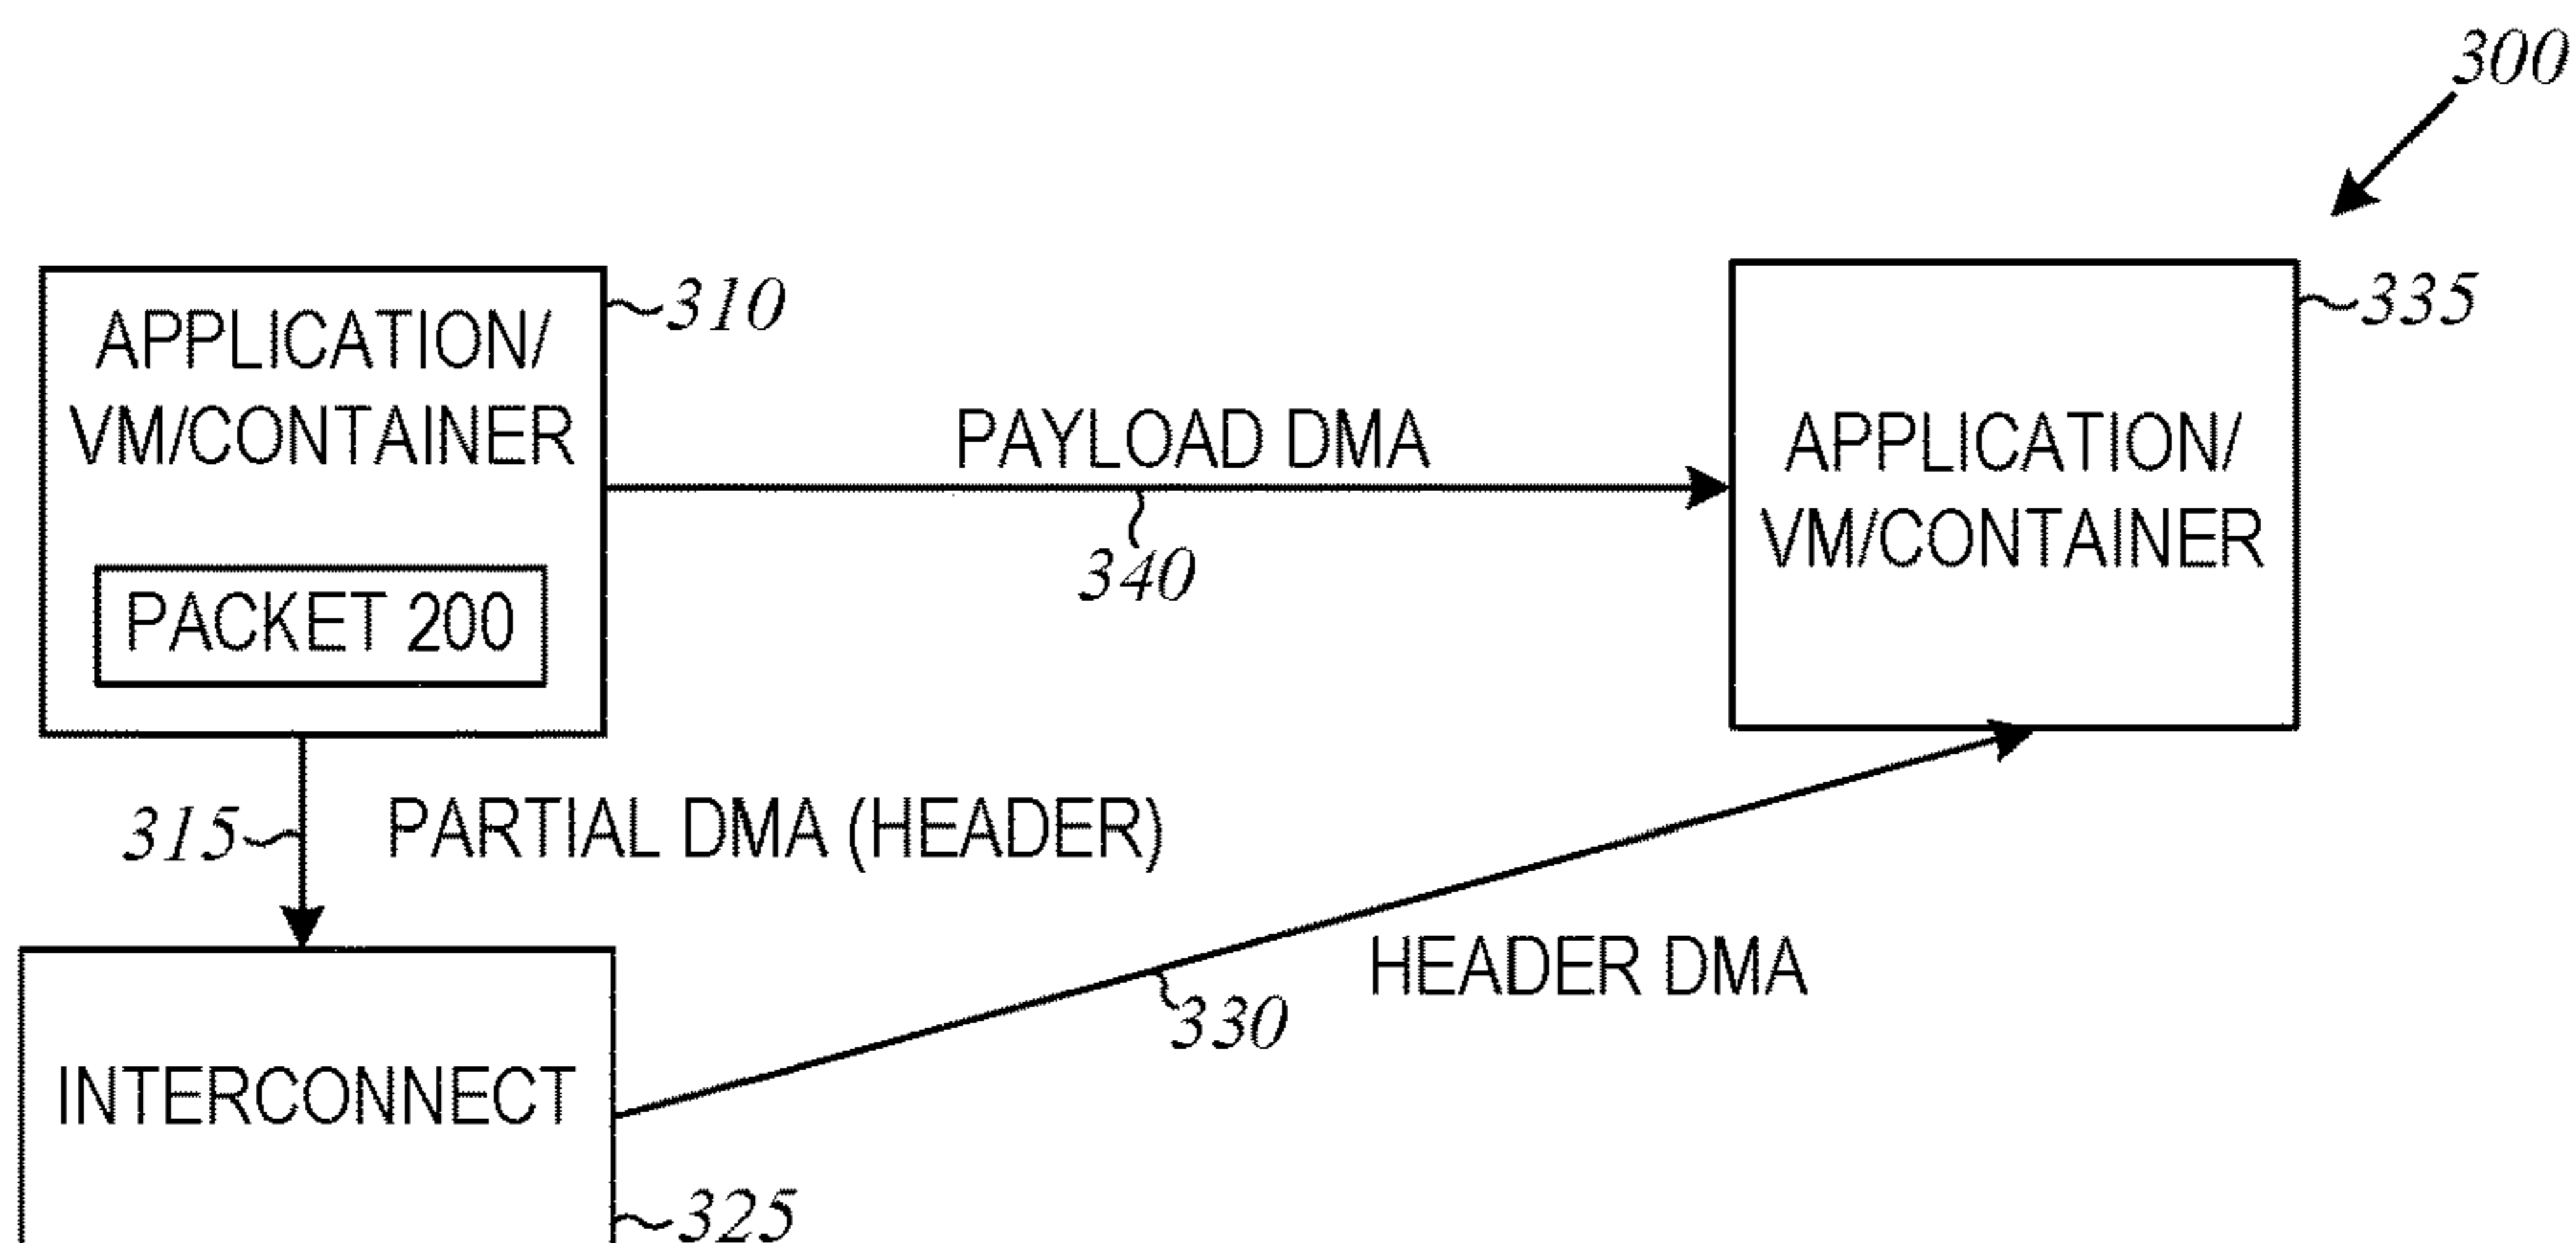 300
310
APPLICATION/
VM/CONTAINER
PACKET 200
PAYLOAD DMA
340
335
APPLICATION/
VM/CONTAINER
315
PARTIAL DMA (HEADER)
HEADER DMA
330
INTERCONNECT
325